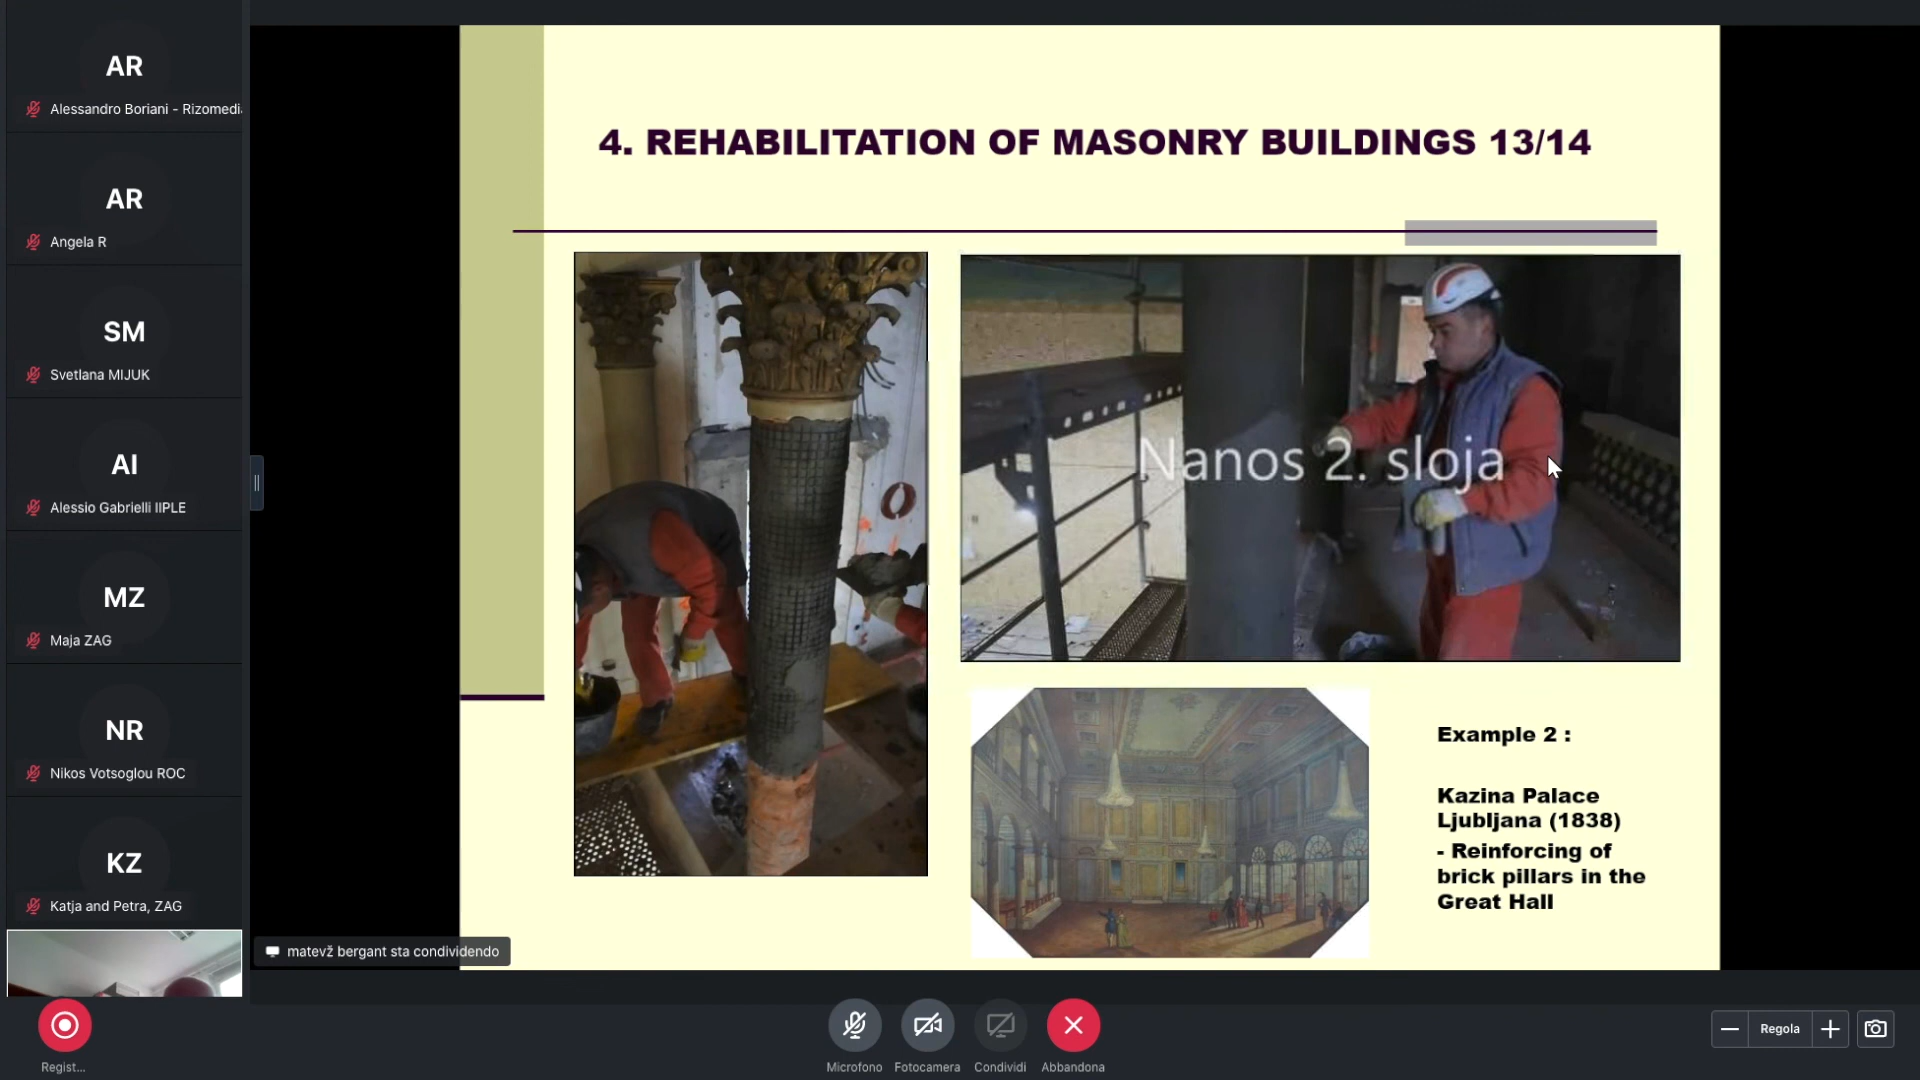 AR
Alessandro Boriani - Rizomedia
AR
Angela R
SM
Svetlana MIJUK
AI
Alessio Gabrielli IIPLE
MZ
Maja ZAG
NR
Nikos Votsoglou ROC
KZ
Katja and Petra, ZAG
4. REHABILITATION OF MASONRY BUILDINGS 13/14
Nanos 2. sloja
Example 2 :
Kazina Palace
Ljubljana (1838)
- Reinforcing of
brick pillars in the
Great Hall
matevž bergant sta condividendo
Regist...
Microfono
Fotocamera
Condividi
Abbandona
Regola